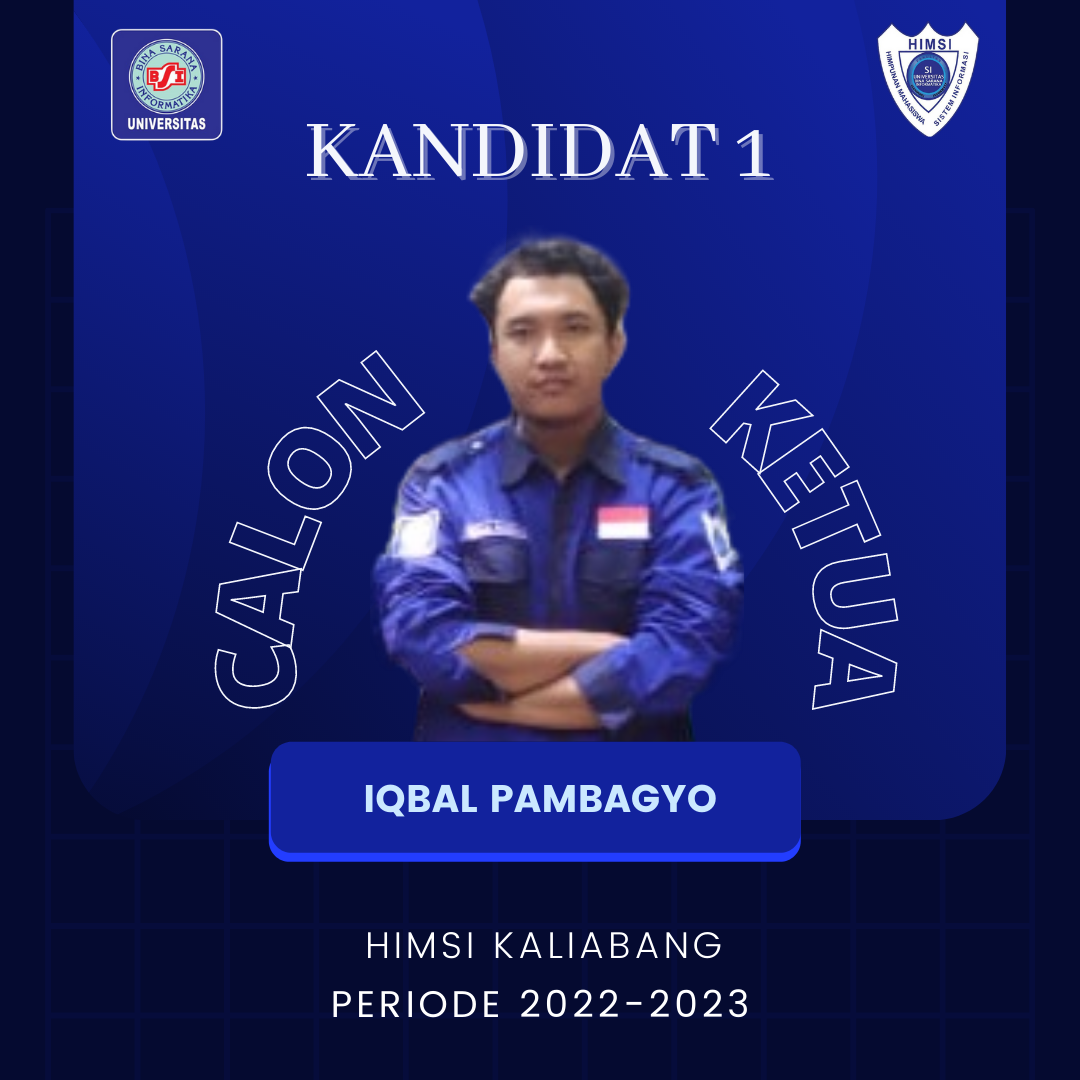 BINA SARANA
BSI
INFORMATIKA
UNIVERSITAS
HIMSI
HIMPUNAN MAHASISWA
SISTEM INFORMASI
SI
UNIVERSITAS
BINA SARANA
INFORMATIKA
KANDIDAT 1
CALON
KETUA
IQBAL PAMBAGYO
HIMSI KALIABANG
PERIODE 2022-2023